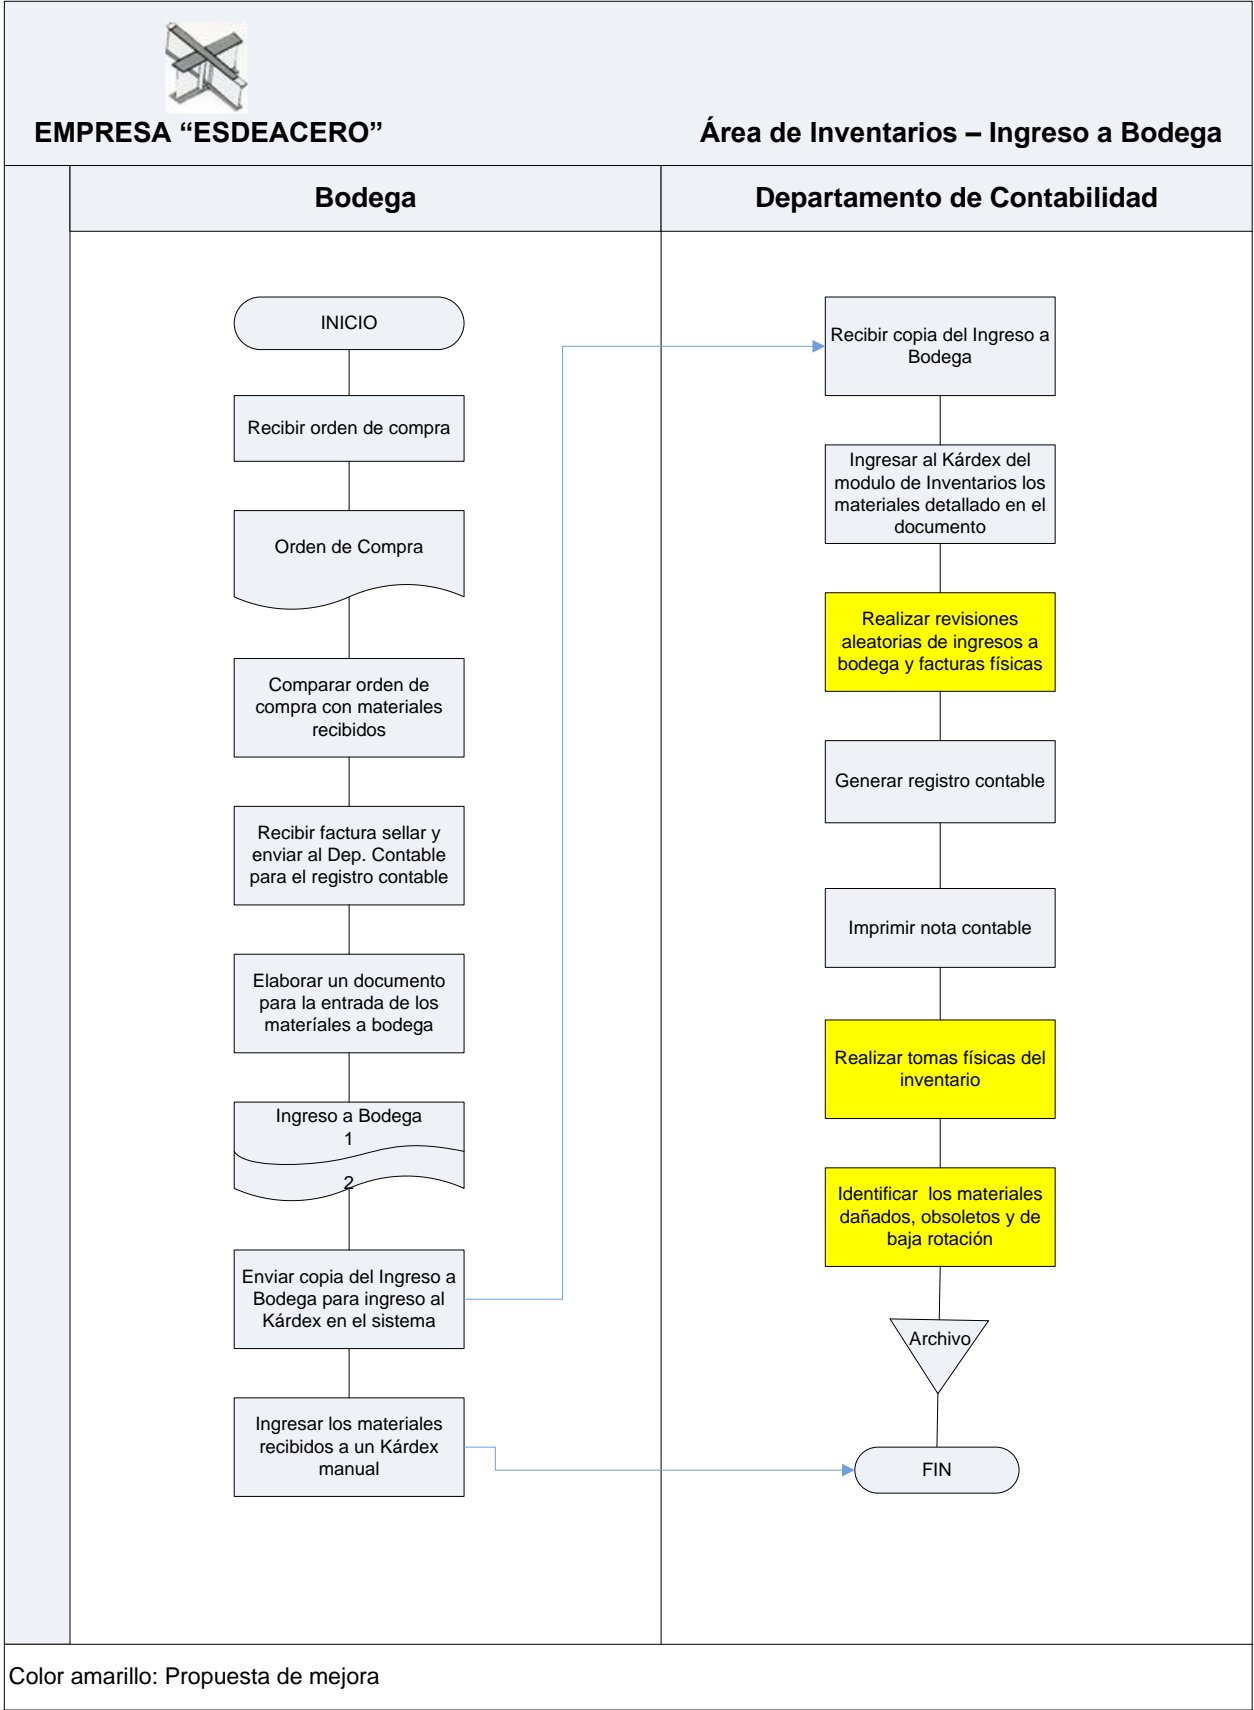 EMPRESA “ESDEACERO”
Área de Inventarios – Ingreso a Bodega
Bodega
Departamento de Contabilidad
INICIO
Recibir orden de compra
Orden de Compra
Comparar orden de
compra con materiales
recibidos
Recibir factura sellar y
enviar al Dep. Contable
para el registro contable
Elaborar un documento
para la entrada de los
materíales a bodega
Ingreso a Bodega
1
2
Enviar copia del Ingreso a
Bodega para ingreso al
Kárdex en el sistema
Ingresar los materiales
recibidos a un Kárdex
manual
Recibir copia del Ingreso a
Bodega
Ingresar al Kárdex del
modulo de Inventarios los
materiales detallado en el
documento
Realizar revisiones
aleatorias de ingresos a
bodega y facturas físicas
Generar registro contable
Imprimir nota contable
Realizar tomas físicas del
inventario
Identificar los materiales
dañados, obsoletos y de
baja rotación
Archivo
FIN
Color amarillo: Propuesta de mejora